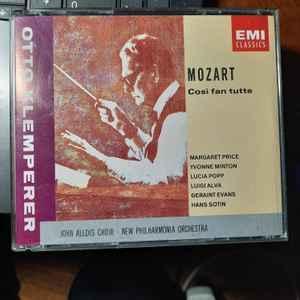 OTTO KLEMPERER
EMI
CLASSICS
MOZART
Così fan tutte
MARGARET PRICE
YVONNE MINTON
LUCIA POPP
LUIGI ALVA
GERAINT EVANS
HANS SOTIN
JOHN ALLDIS CHOIR · NEW PHILHARMONIA ORCHESTRA